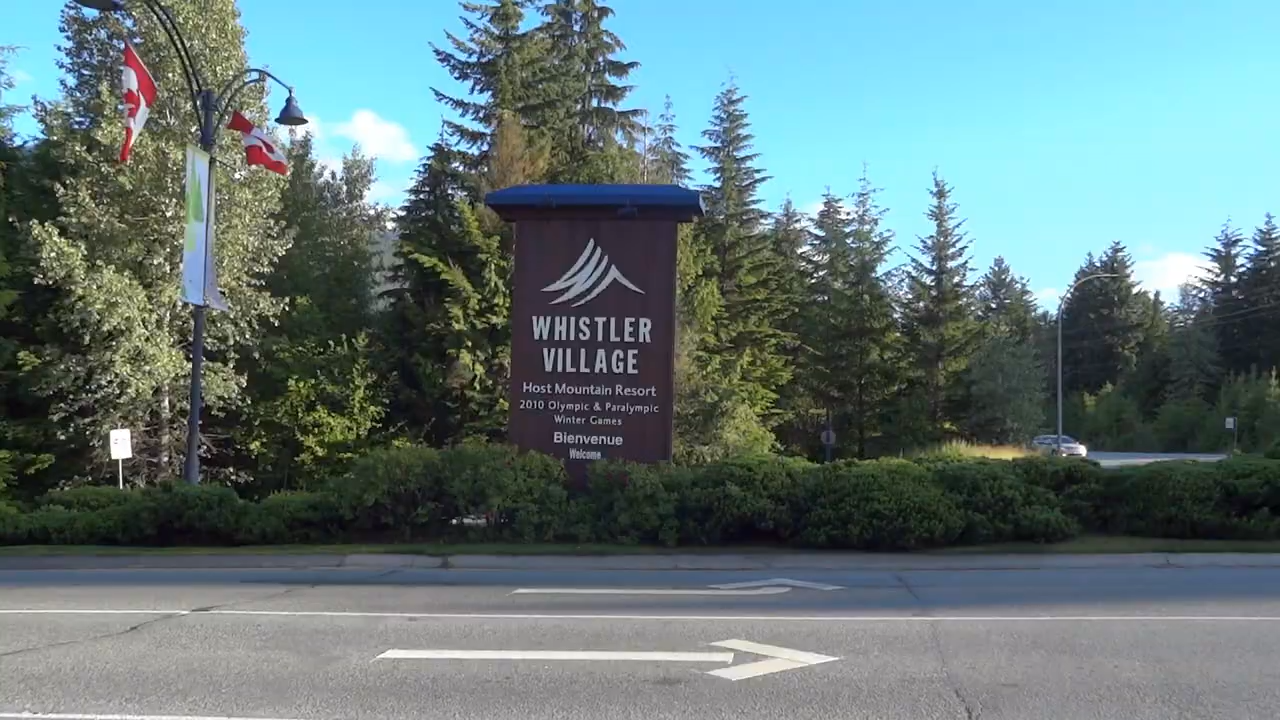 WHISTLER
VILLAGE
Host Mountain Resort
2010 Olympic & Paralympic
Winter Games
Bienvenue
Welcome